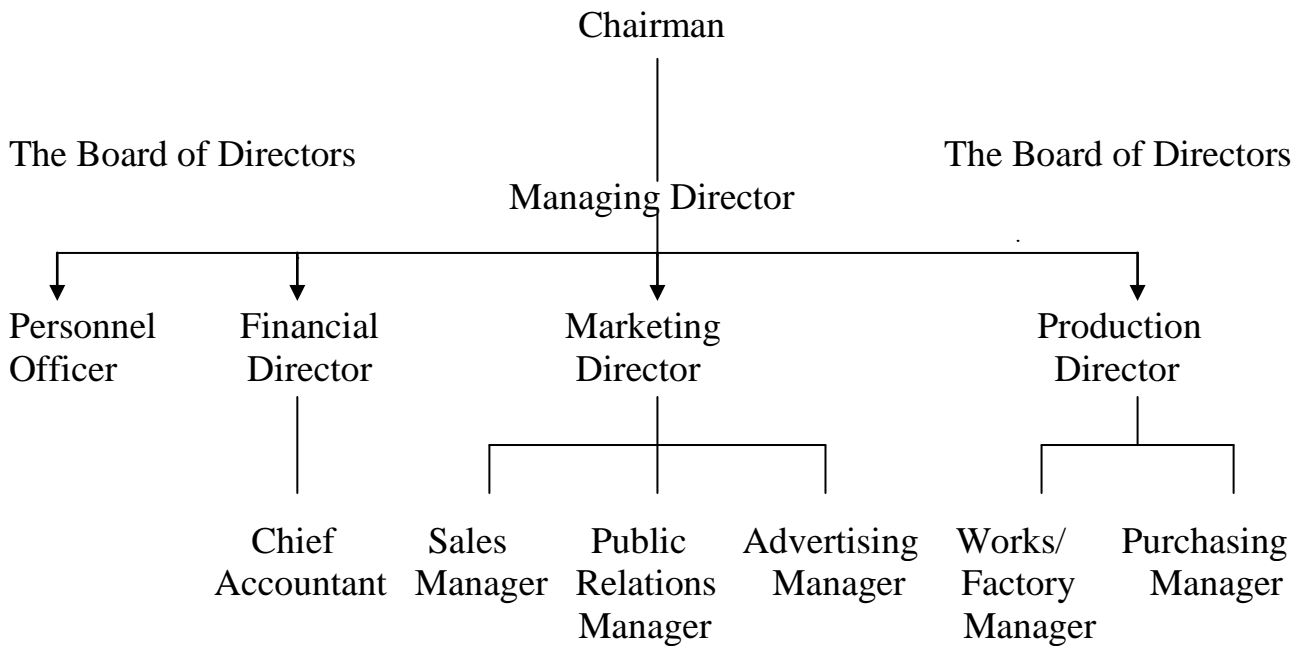 Chairman
The Board of Directors
The Board of Directors
Managing Director
Personnel
Officer
Financial
Director
Marketing
Director
Production
Director
Chief
Accountant
Sales
Manager
Public
Relations
Manager
Advertising
Manager
Works/
Factory
Manager
Purchasing
Manager